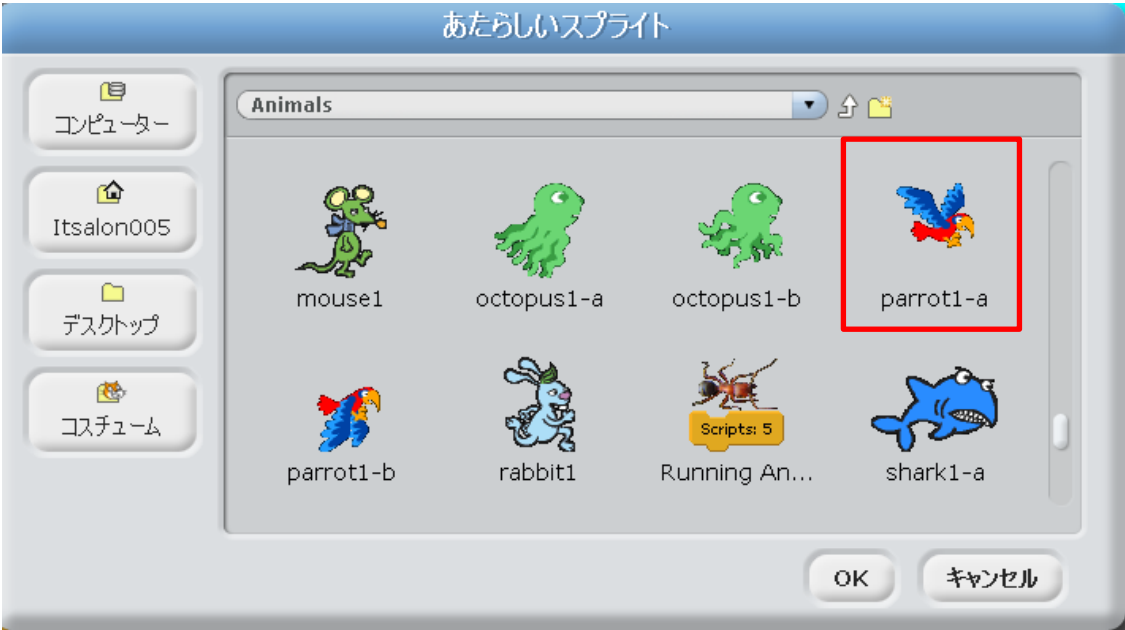 あたらしいスプライト
コンピューター
Itsalon005
デスクトップ
コスチューム
Animals
mouse1
octopus1-a
octopus1-b
parrot1-a
parrot1-b
rabbit1
Scripts: 5
Running An...
shark1-a
OK
キャンセル